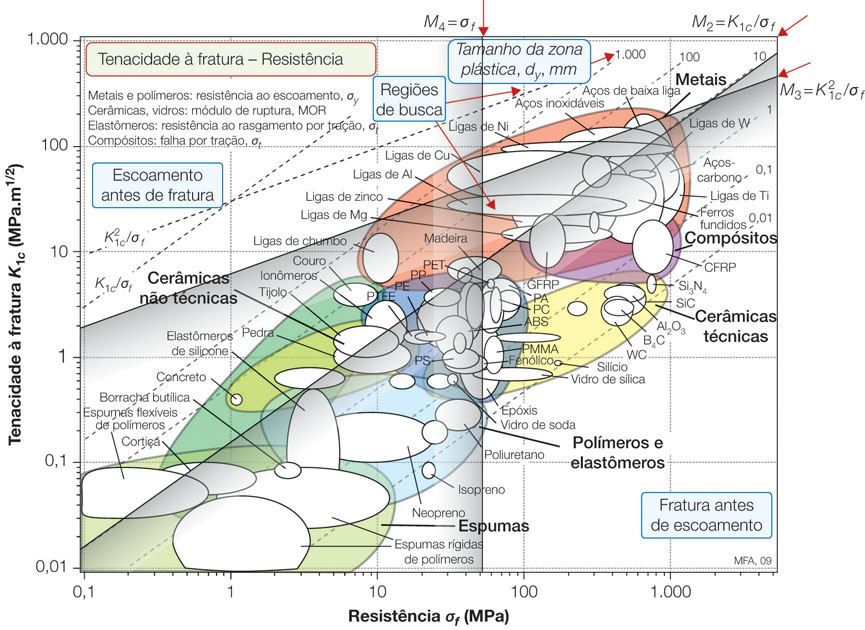 M4 = σf
M2 = K1c/σf
M3 = K²1c/σf
1.000
100
10
1
0,1
0,01
Tenacidade à fratura K1c (MPa.m1/2)
Tenacidade à fratura – Resistência
Metais e polímeros: resistência ao escoamento, σy
Cerâmicas, vidros: módulo de ruptura, MOR
Elastômeros: resistência ao rasgamento por tração, σt
Compósitos: falha por tração, σt
Tamanho da zona
plástica, dy, mm
1.000
100
10
1
0,1
0,01
Regiões
de busca
Escoamento
antes de fratura
K²1c/σf
K1c/σf
Metais
Aços de baixa liga
Aços inoxidáveis
Ligas de Ni
Ligas de W
Ligas de Cu
Ligas de Al
Aços-
carbono
Ligas de zinco
Ligas de Ti
Ligas de Mg
Ferros
fundidos
Compósitos
Ligas de chumbo
Madeira
Couro
Ionômeros
PET
GFRP
CFRP
Cerâmicas
não técnicas
Tijolo
PTFE
PE
PP
PA
PC
ABS
Si3N4
SiC
Cerâmicas
técnicas
Al2O3
B4C
WC
Pedra
Elastômeros
de silicone
PS
PMMA
Fenólico
Silício
Vidro de sílica
Concreto
Borracha butílica
Espumas flexíveis
de polímeros
Cortiça
Epóxis
Vidro de soda
Polímeros e
elastômeros
Poliuretano
Isopreno
Neopreno
Espumas
Espumas rígidas
de polímeros
Fratura antes
de escoamento
MFA, 09
0,1
1
10
100
1.000
Resistência σf (MPa)